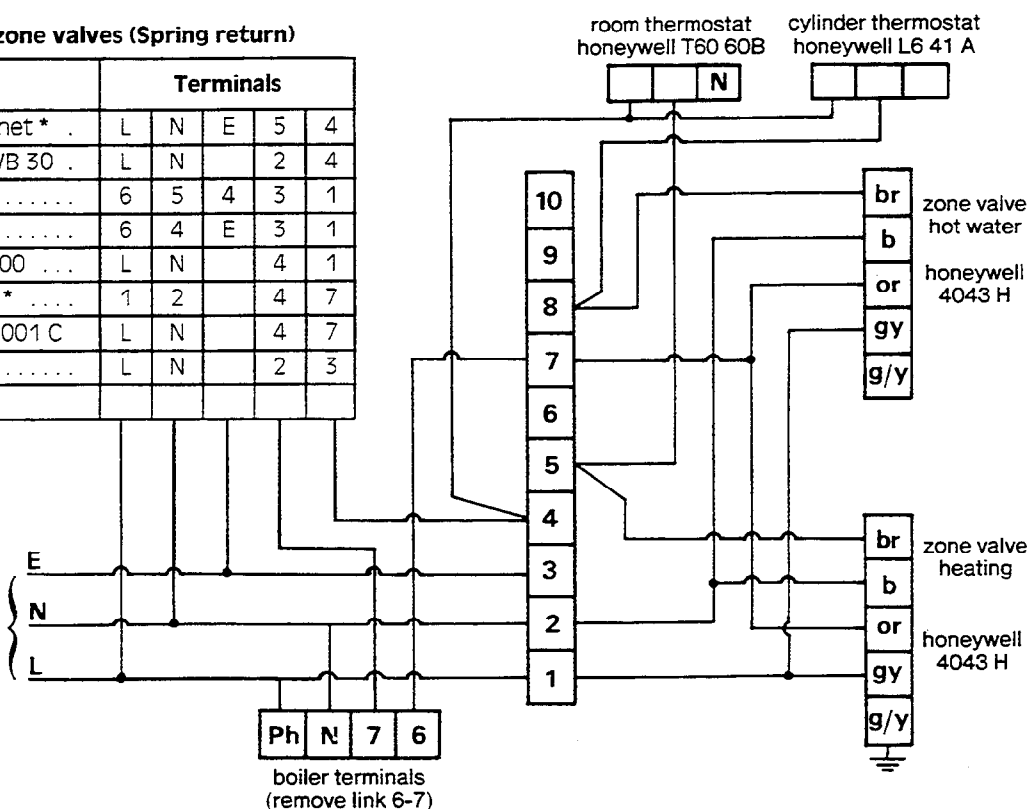 zone valves (Spring return)
Terminals
net * . L N E 5 4
/B 30 . L N 2 4
...... 6 5 4 3 1
...... 6 4 E 3 1
00 ... L N 4 1
* .... 1 2 4 7
001 C L N 4 7
...... L N 2 3
room thermostat
honeywell T60 60B
N
cylinder thermostat
honeywell L6 41 A
10
9
8
7
6
5
4
3
2
1
br
b
or
gy
g/y
zone valve
hot water
honeywell
4043 H
br
b
or
gy
g/y
zone valve
heating
honeywell
4043 H
E
N
L
Ph N 7 6
boiler terminals
(remove link 6-7)